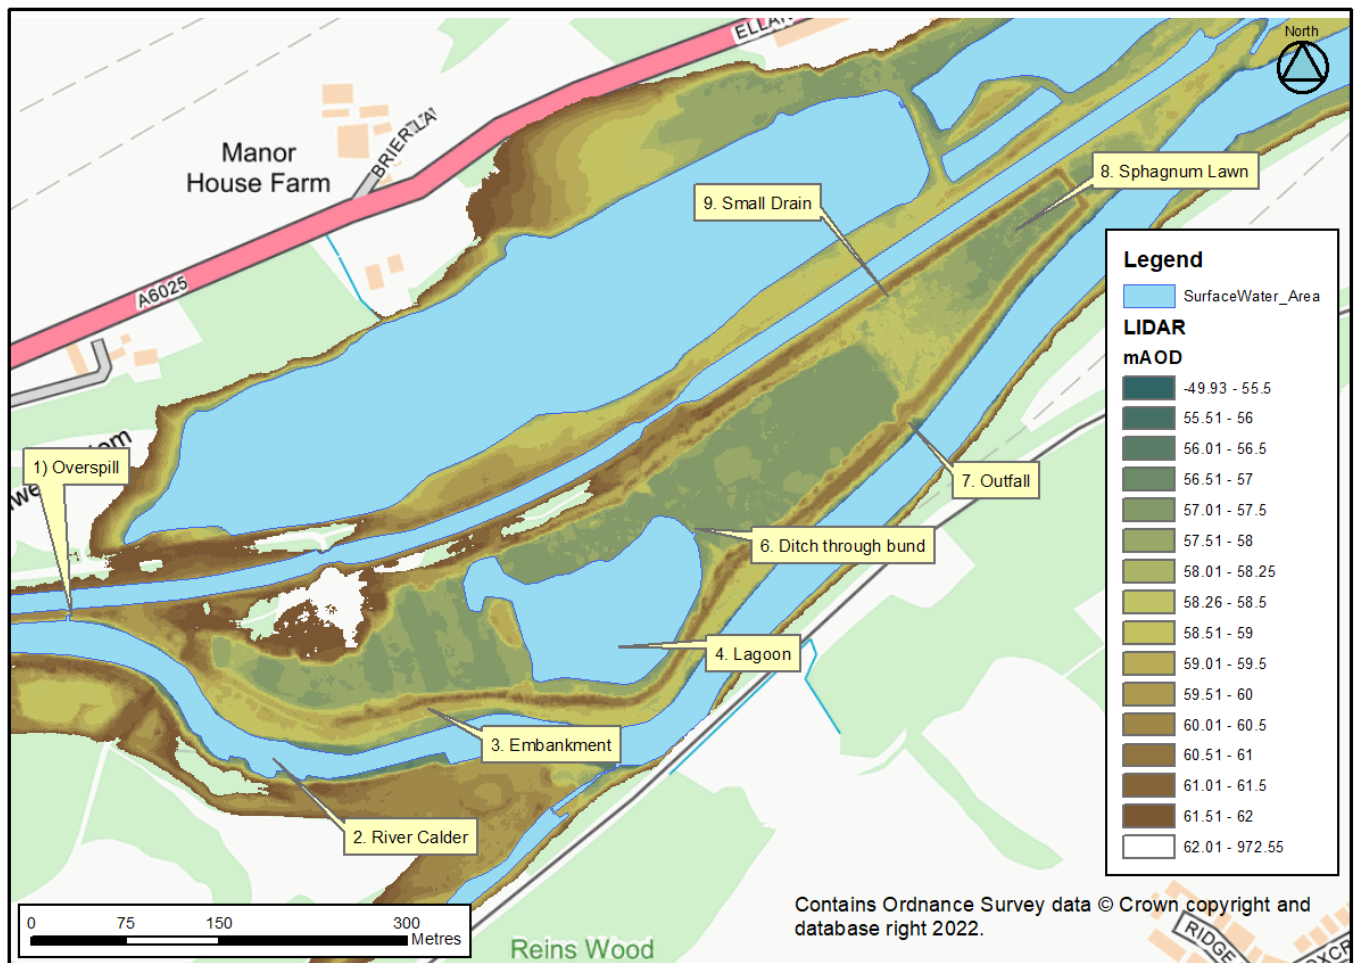 ELLAN
North
Manor
House Farm
BRIER LA
8. Sphagnum Lawn
9. Small Drain
A6025
Legend
SurfaceWater_Area
LIDAR
mAOD
-49.93 - 55.5
55.51 - 56
56.01 - 56.5
56.51 - 57
57.01 - 57.5
57.51 - 58
58.01 - 58.25
58.26 - 58.5
58.51 - 59
59.01 - 59.5
59.51 - 60
60.01 - 60.5
60.51 - 61
61.01 - 61.5
61.51 - 62
62.01 - 972.55
1) Overspill
7. Outfall
6. Ditch through bund
4. Lagoon
3. Embankment
2. River Calder
0 75 150 300
Metres
Reins Wood
Contains Ordnance Survey data © Crown copyright and
database right 2022.
RIDGE